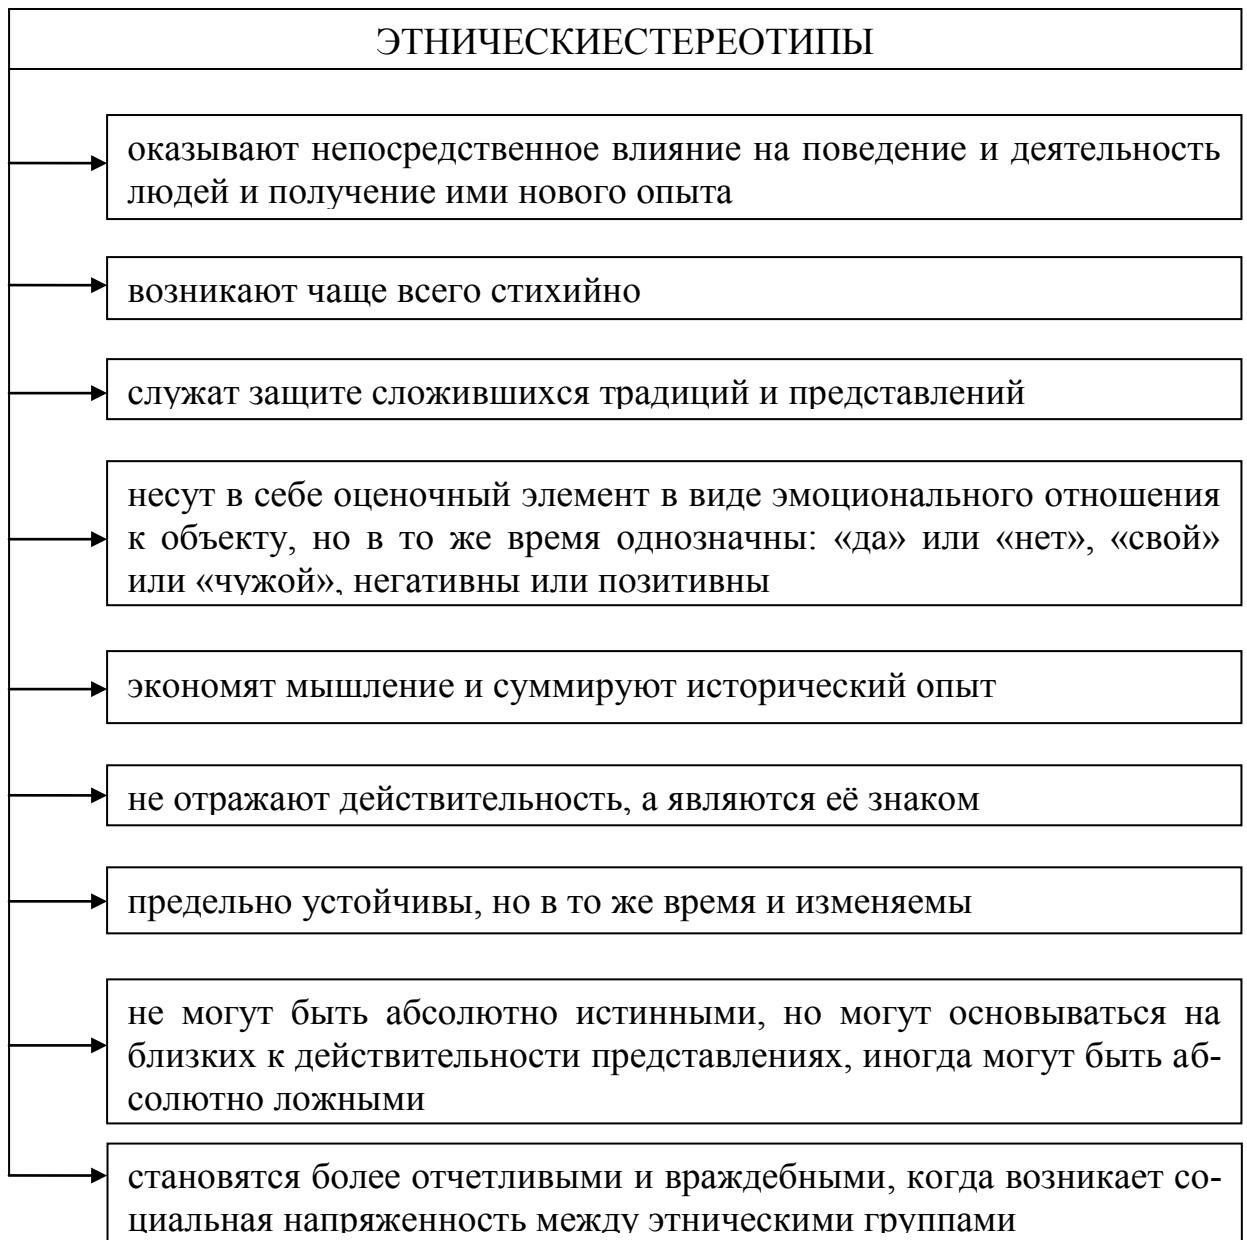 ЭТНИЧЕСКИЕСТЕРЕОТИПЫ
оказывают непосредственное влияние на поведение и деятельность
людей и получение ими нового опыта
возникают чаще всего стихийно
служат защите сложившихся традиций и представлений
несут в себе оценочный элемент в виде эмоционального отношения
к объекту, но в то же время однозначны: «да» или «нет», «свой»
или «чужой», негативны или позитивны
экономят мышление и суммируют исторический опыт
не отражают действительность, а являются её знаком
предельно устойчивы, но в то же время и изменяемы
не могут быть абсолютно истинными, но могут основываться на
близких к действительности представлениях, иногда могут быть аб-
солютно ложными
становятся более отчетливыми и враждебными, когда возникает со-
циальная напряженность между этническими группами